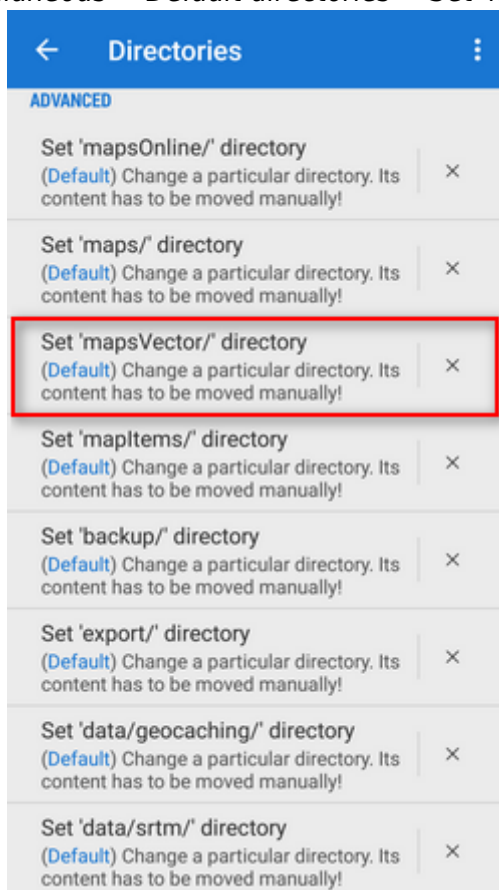 Default directories
Directories
ADVANCED
Set 'mapsOnline/' directory
(Default) Change a particular directory. Its
content has to be moved manually!
Set 'maps/' directory
(Default) Change a particular directory. Its
content has to be moved manually!
Set 'mapsVector/' directory
(Default) Change a particular directory. Its
content has to be moved manually!
Set 'mapItems/' directory
(Default) Change a particular directory. Its
content has to be moved manually!
Set 'backup/' directory
(Default) Change a particular directory. Its
content has to be moved manually!
Set 'export/' directory
(Default) Change a particular directory. Its
content has to be moved manually!
Set 'data/geocaching/' directory
(Default) Change a particular directory. Its
content has to be moved manually!
Set 'data/srtm/' directory
(Default) Change a particular directory. Its
content has to be moved manually!